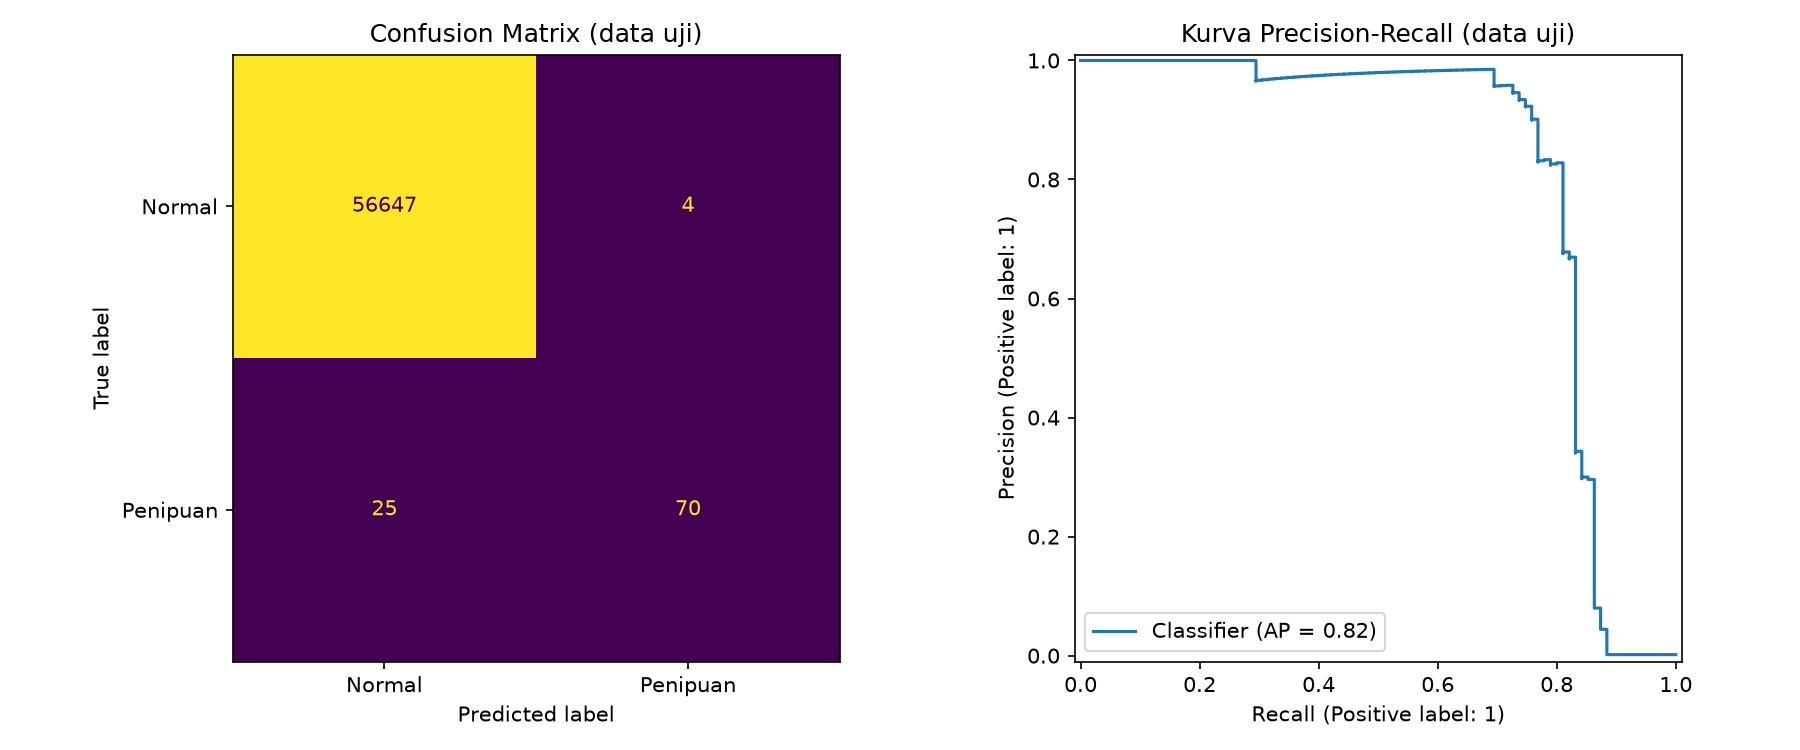 Confusion Matrix (data uji)
True label
Normal
Penipuan
56647
4
25
70
Normal
Penipuan
Predicted label
Kurva Precision-Recall (data uji)
Precision (Positive label: 1)
1.0
0.8
0.6
0.4
0.2
0.0
Classifier (AP = 0.82)
0.0
0.2
0.4
0.6
0.8
1.0
Recall (Positive label: 1)